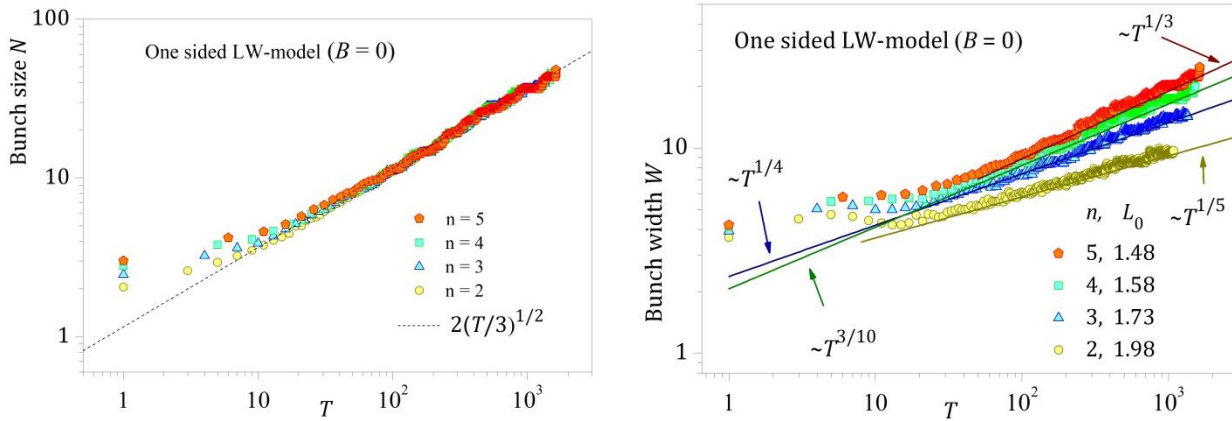 One sided LW-model (B = 0)
Bunch size N
100
10
1
n = 5
n = 4
n = 3
n = 2
2(T/3)^{1/2}
1
10
10^2
10^3
T
One sided LW-model (B = 0)
~T^{1/3}
Bunch width W
10
1
~T^{1/4}
~T^{1/5}
~T^{3/10}
n, L_0
5, 1.48
4, 1.58
3, 1.73
2, 1.98
1
10
10^2
10^3
T